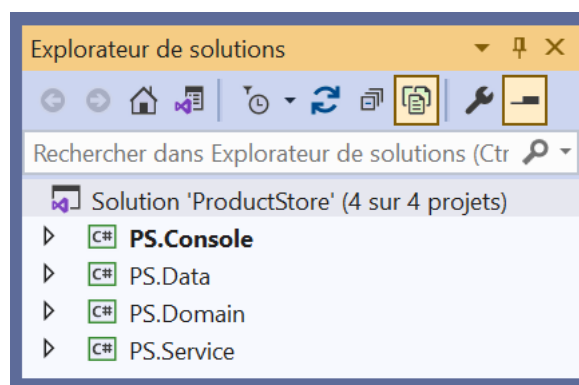 Explorateur de solutions
Rechercher dans Explorateur de solutions (Ctr
Solution 'ProductStore' (4 sur 4 projets)
C# PS.Console
C# PS.Data
C# PS.Domain
C# PS.Service